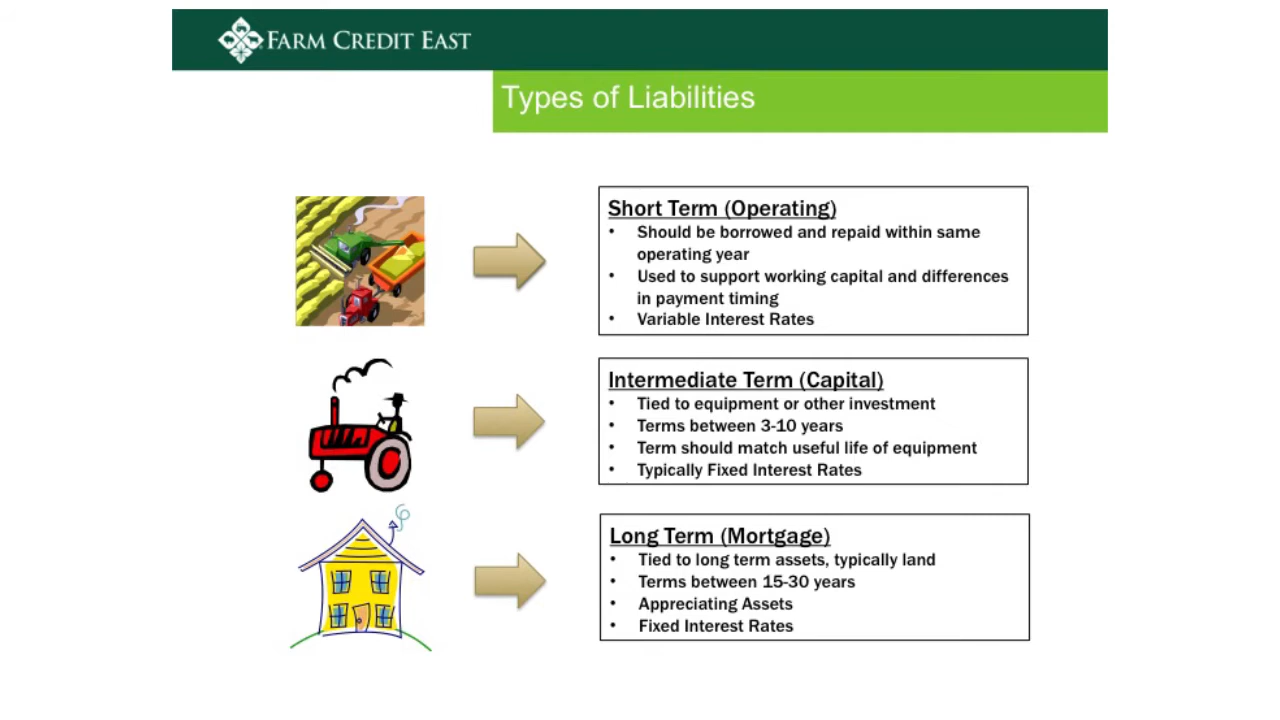 FARM CREDIT EAST
Types of Liabilities
Short Term (Operating)
• Should be borrowed and repaid within same
operating year
• Used to support working capital and differences
in payment timing
• Variable Interest Rates
Intermediate Term (Capital)
• Tied to equipment or other investment
• Terms between 3-10 years
• Term should match useful life of equipment
• Typically Fixed Interest Rates
Long Term (Mortgage)
• Tied to long term assets, typically land
• Terms between 15-30 years
• Appreciating Assets
• Fixed Interest Rates